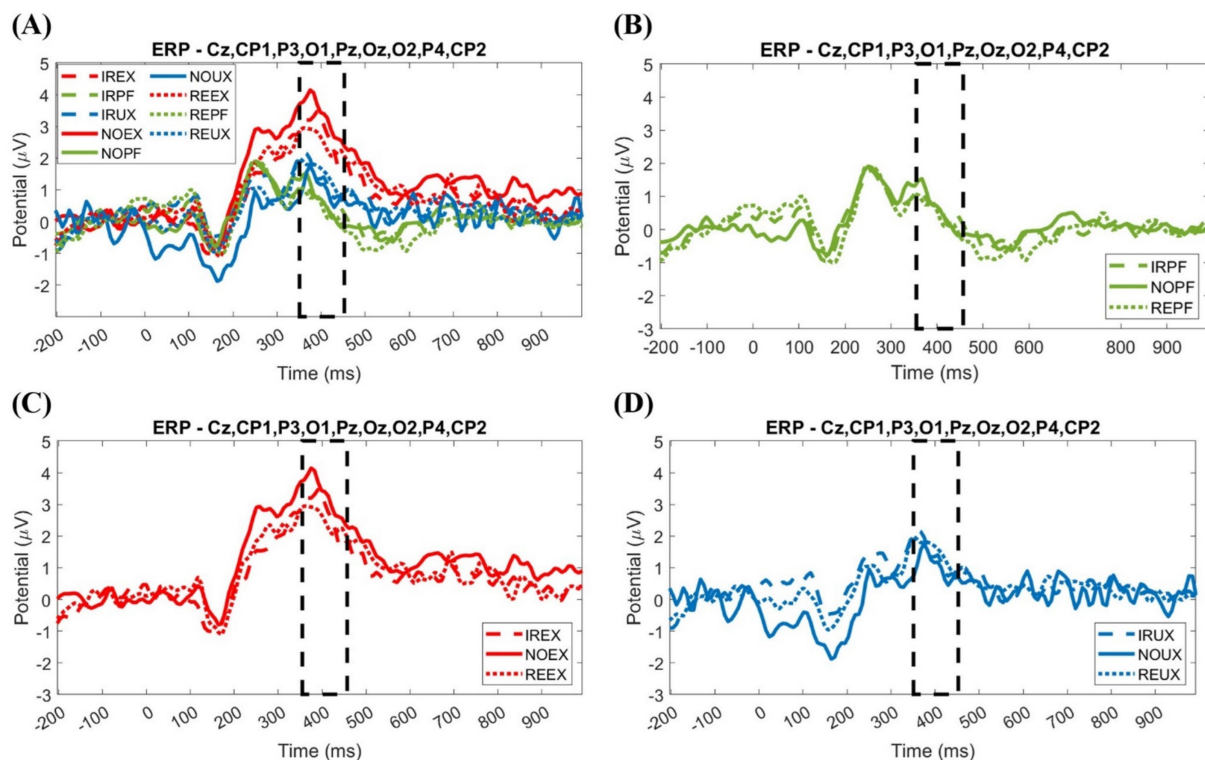 (A)
ERP - Cz,CP1,P3,O1,Pz,Oz,O2,P4,CP2
Potential (μV)
5
4
3
2
1
0
-1
-2
IREX
IRPF
IRUX
NOEX
NOPF
NOUX
REEX
REPF
REUX
-200 -100 0 100 200 300 400 500 600 700 800 900
Time (ms)
(B)
ERP - Cz,CP1,P3,O1,Pz,Oz,O2,P4,CP2
Potential (μV)
5
4
3
2
1
0
-1
-2
-3
IRPF
NOPF
REPF
-200 -100 0 100 200 300 400 500 600 800 900
Time (ms)
(C)
ERP - Cz,CP1,P3,O1,Pz,Oz,O2,P4,CP2
Potential (μV)
5
4
3
2
1
0
-1
-2
-3
IREX
NOEX
REEX
-200 -100 0 100 200 300 400 500 600 700 800 900
Time (ms)
(D)
ERP - Cz,CP1,P3,O1,Pz,Oz,O2,P4,CP2
Potential (μV)
5
4
3
2
1
0
-1
-2
-3
IRUX
NOUX
REUX
-200 -100 0 100 200 300 400 500 600 700 800 900
Time (ms)